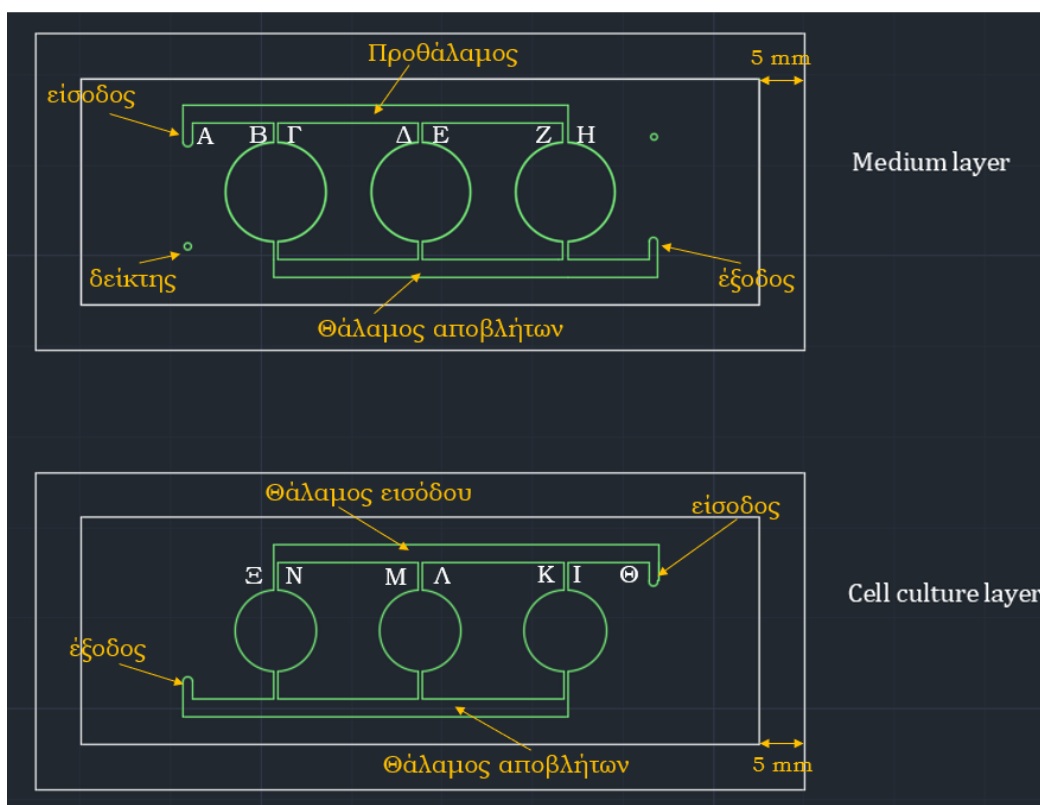 Προθάλαμος
5 mm
είσοδος
Α Β Γ Δ Ε Ζ Η
Medium layer
δείκτης
έξοδος
Θάλαμος αποβλήτων
Θάλαμος εισόδου
είσοδος
Ξ Ν Μ Λ Κ Ι Θ
Cell culture layer
έξοδος
Θάλαμος αποβλήτων
5 mm